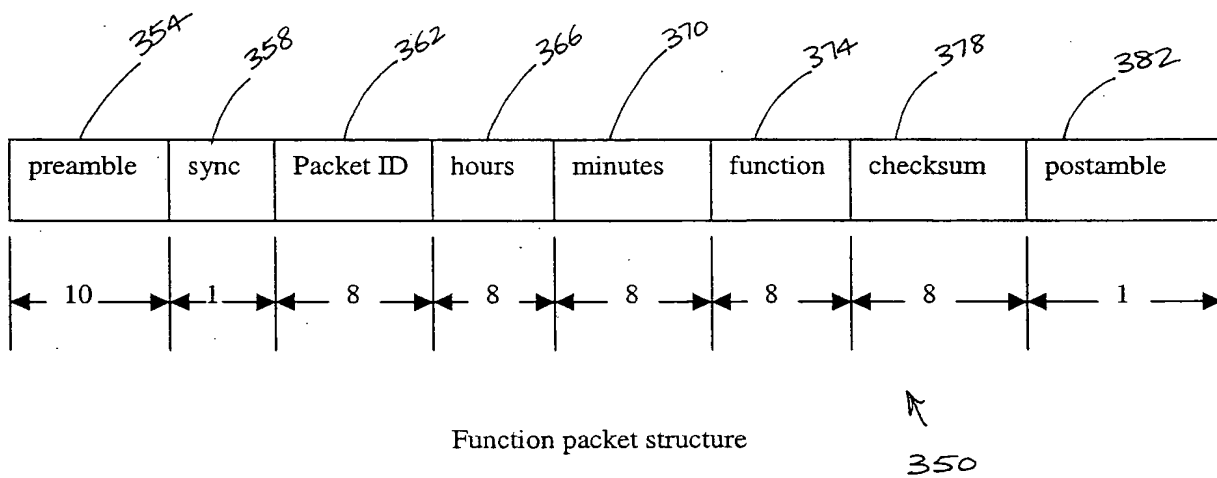 354 358 362 366 370 374 378 382
preamble sync Packet ID hours minutes function checksum postamble
10 1 8 8 8 8 8 1
Function packet structure
350